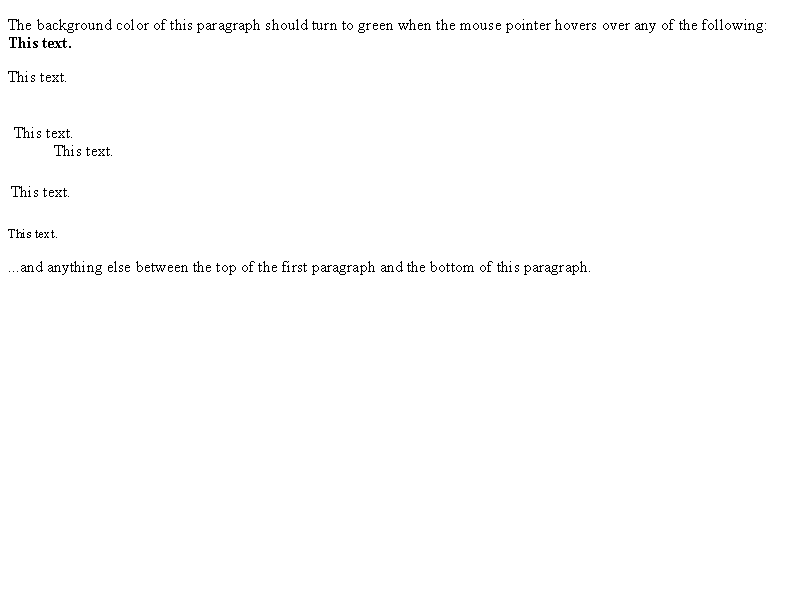 The background color of this paragraph should turn to green when the mouse pointer hovers over any of the following:
This text.
This text.
This text.
This text.
This text.
This text.
...and anything else between the top of the first paragraph and the bottom of this paragraph.